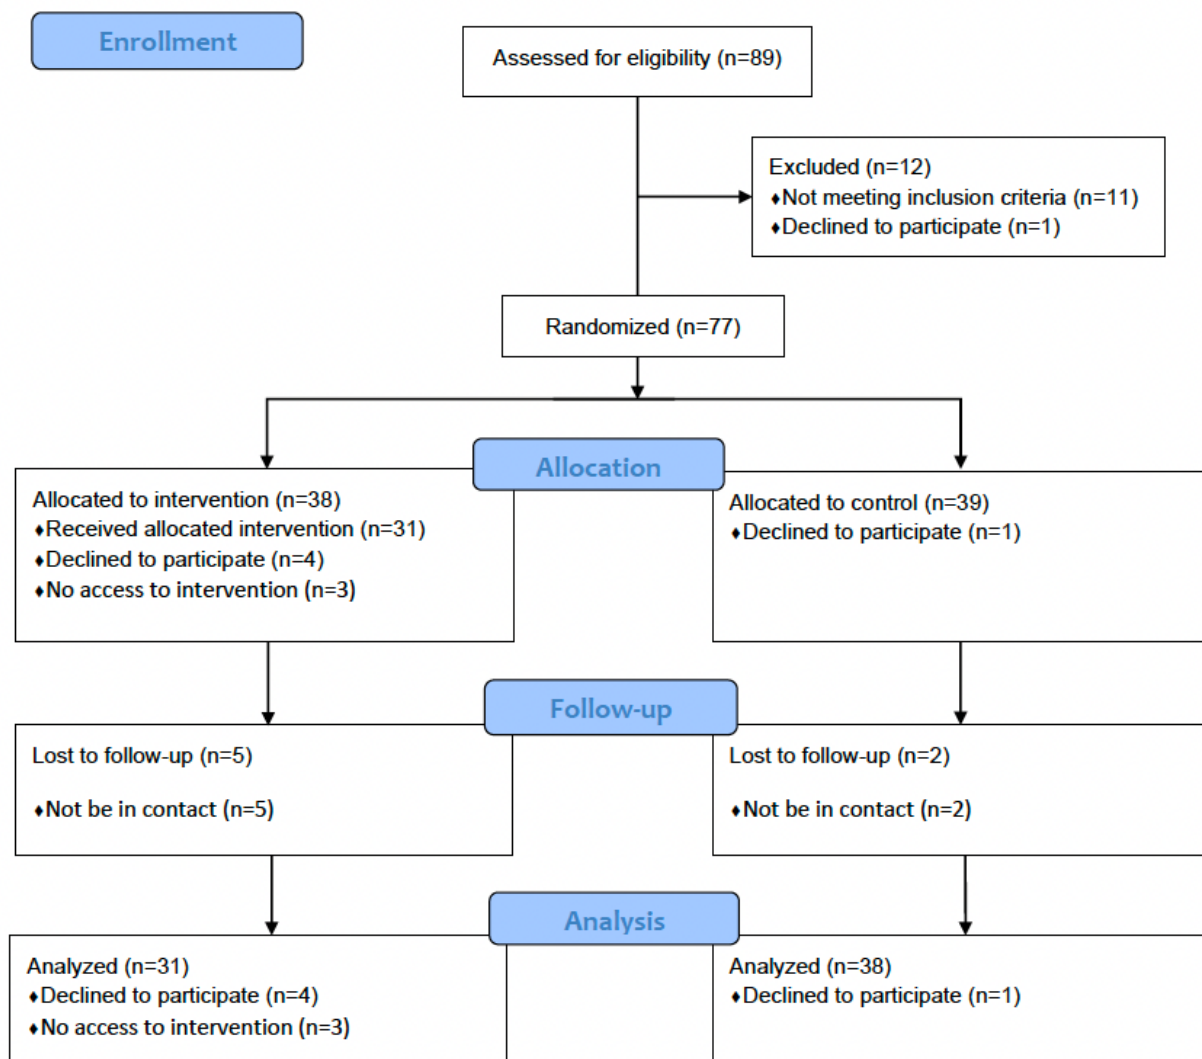 Enrollment
Assessed for eligibility (n=89)
Excluded (n=12)
♦Not meeting inclusion criteria (n=11)
♦Declined to participate (n=1)
Randomized (n=77)
Allocation
Allocated to intervention (n=38)
♦Received allocated intervention (n=31)
♦Declined to participate (n=4)
♦No access to intervention (n=3)
Allocated to control (n=39)
♦Declined to participate (n=1)
Follow-up
Lost to follow-up (n=5)
♦Not be in contact (n=5)
Lost to follow-up (n=2)
♦Not be in contact (n=2)
Analysis
Analyzed (n=31)
♦Declined to participate (n=4)
♦No access to intervention (n=3)
Analyzed (n=38)
♦Declined to participate (n=1)